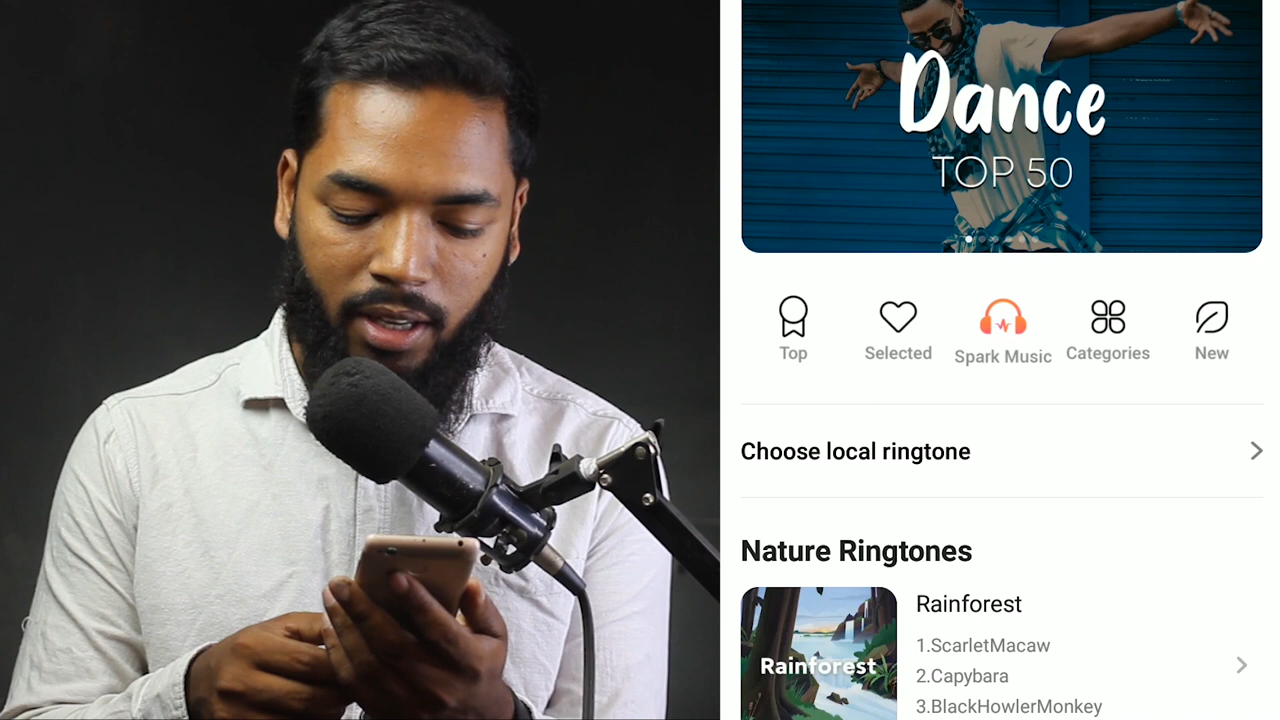 Dance
TOP 50
Top
Selected
Spark Music
Categories
New
Choose local ringtone
Nature Ringtones
Rainforest
Rainforest
1.ScarletMacaw
2.Capybara
3.BlackHowlerMonkey